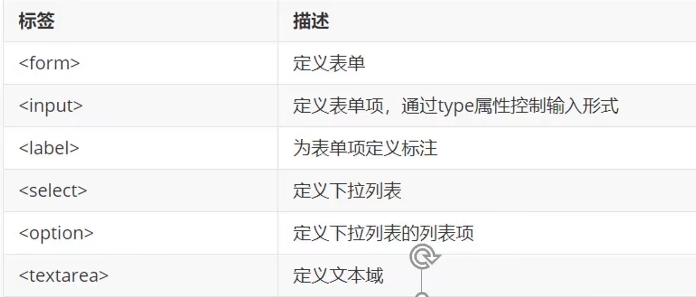 标签 描述
<form> 定义表单
<input> 定义表单项，通过type属性控制输入形式
<label> 为表单项定义标注
<select> 定义下拉列表
<option> 定义下拉列表的列表项
<textarea> 定义文本域